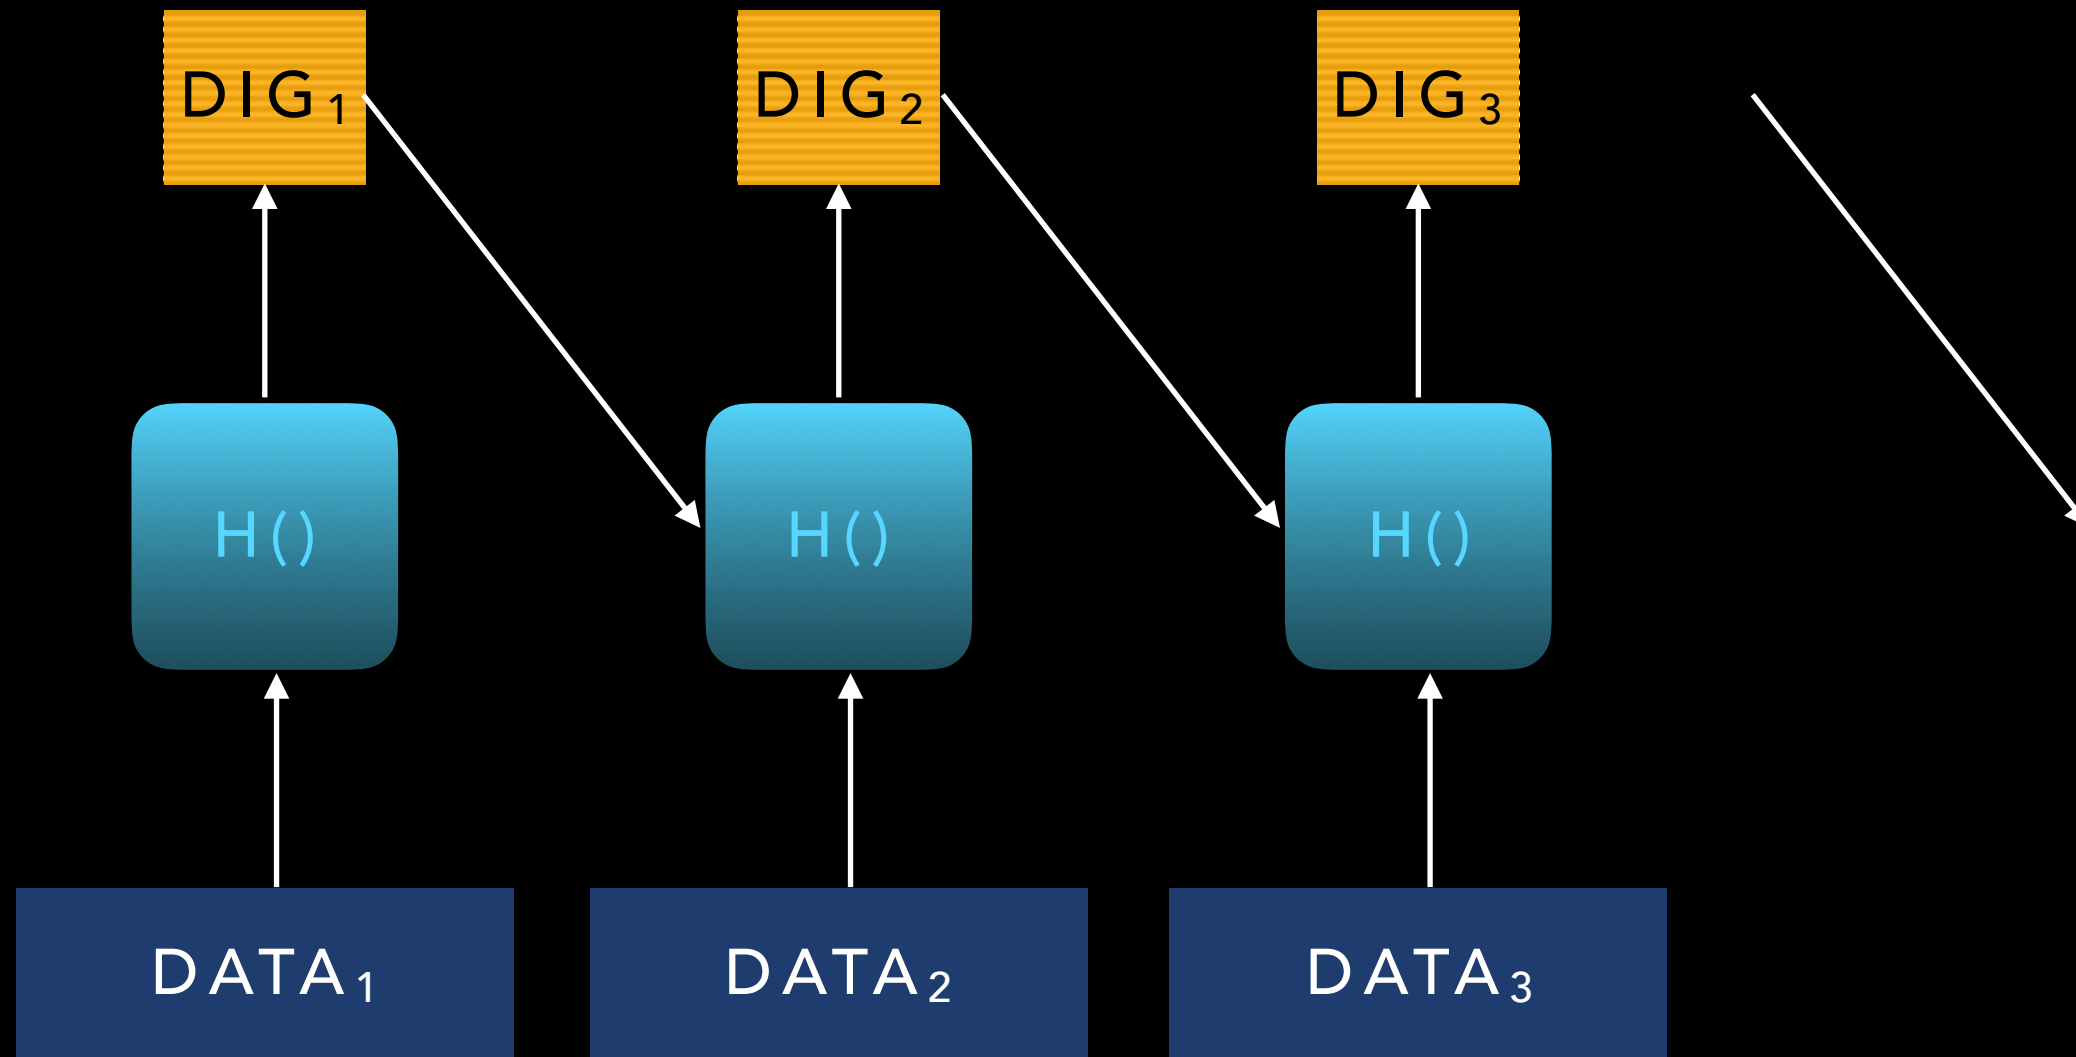 DIG₁ DIG₂ DIG₃
H() H() H()
DATA₁ DATA₂ DATA₃